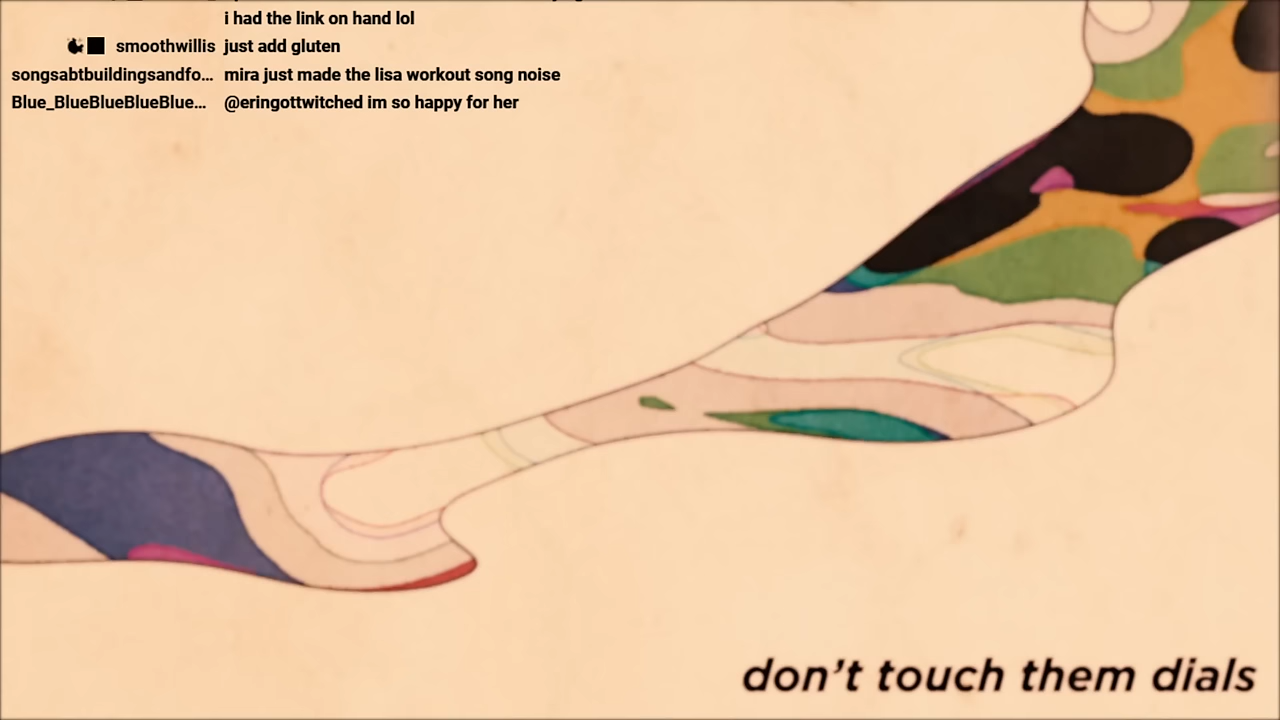 i had the link on hand lol
smoothwillis just add gluten
songsabtbuildingsandfo... mira just made the lisa workout song noise
Blue_BlueBlueBlueBlue... @eringottwitched im so happy for her
don't touch them dials